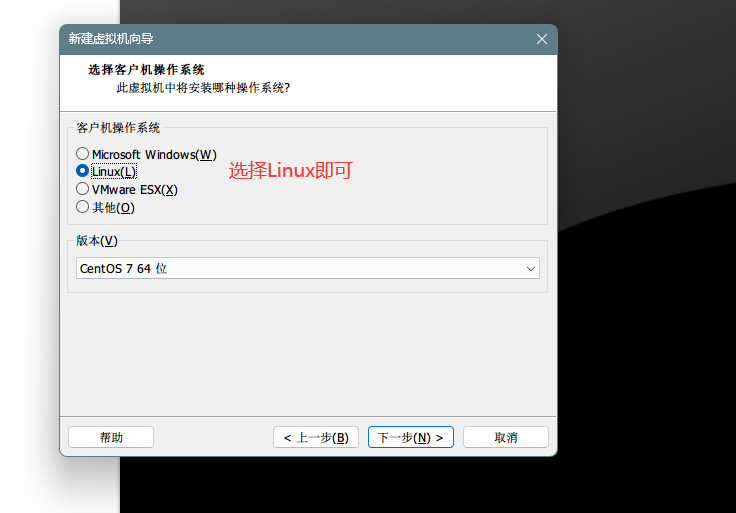 新建虚拟机向导
选择客户机操作系统
此虚拟机中将安装哪种操作系统?
客户机操作系统
Microsoft Windows(W)
Linux(L)
选择Linux即可
VMware ESX(X)
其他(O)
版本(V)
CentOS 7 64 位
帮助
< 上一步(B)
下一步(N) >
取消